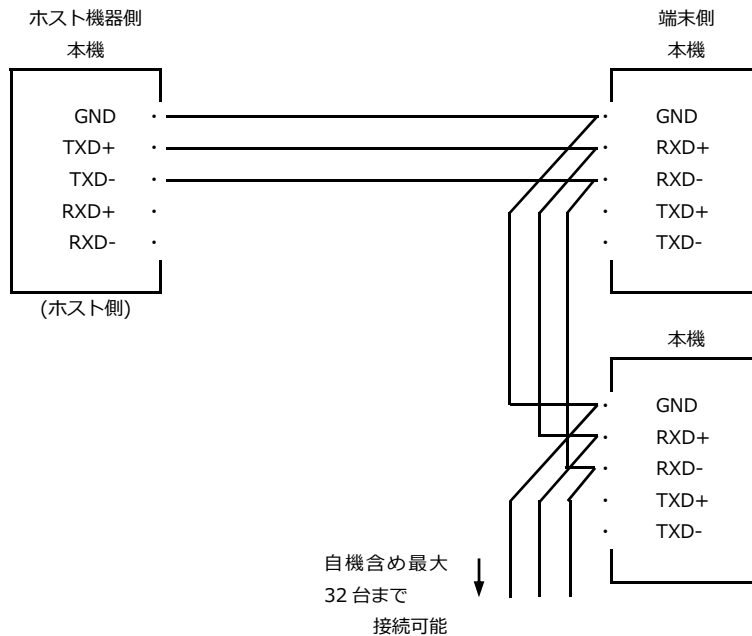 ホスト機器側
本機
GND
TXD+
TXD-
RXD+
RXD-
(ホスト側)
端末側
本機
GND
RXD+
RXD-
TXD+
TXD-
本機
GND
RXD+
RXD-
TXD+
TXD-
自機含め最大
32台まで
接続可能